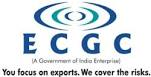 ECGC
(A Government of India Enterprise)
You focus on exports. We cover the risks.